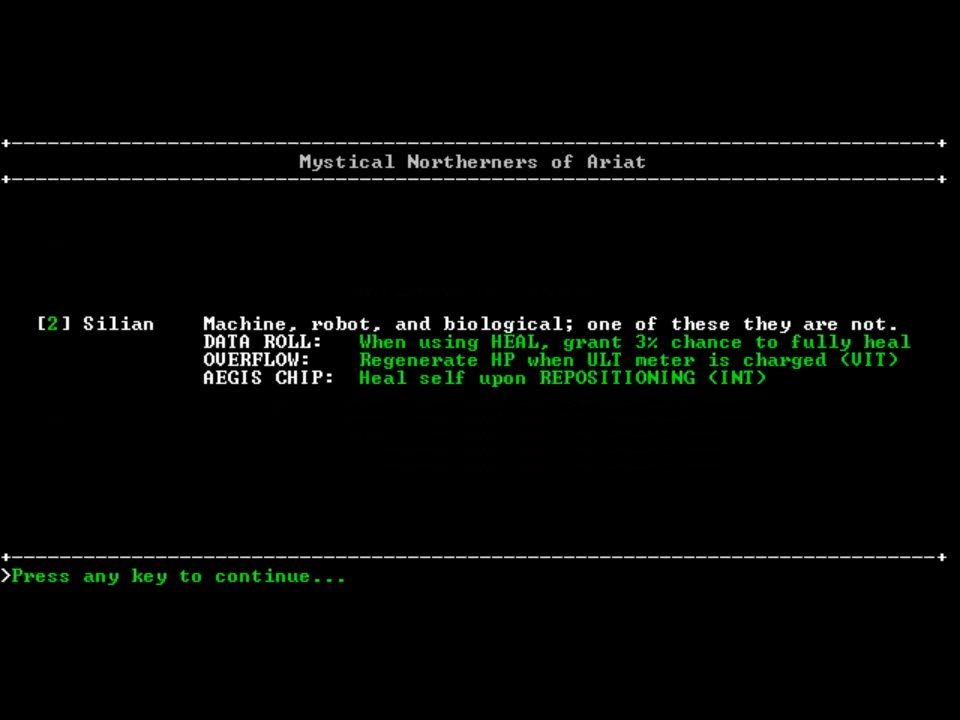 Mystical Northerners of Ariat
[2] Silian Machine, robot, and biological; one of these they are not.
DATA ROLL: When using HEAL, grant 3% chance to fully heal
OVERFLOW: Regenerate HP when ULT meter is charged (VIT)
AEGIS CHIP: Heal self upon REPOSITIONING (INT)
>Press any key to continue...